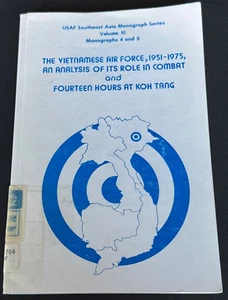 USAF Southeast Asia Monograph Series
Volume III
Monographs 4 and 5
THE VIETNAMESE AIR FORCE, 1951-1975,
AN ANALYSIS OF ITS ROLE IN COMBAT
and
FOURTEEN HOURS AT KOH TANG